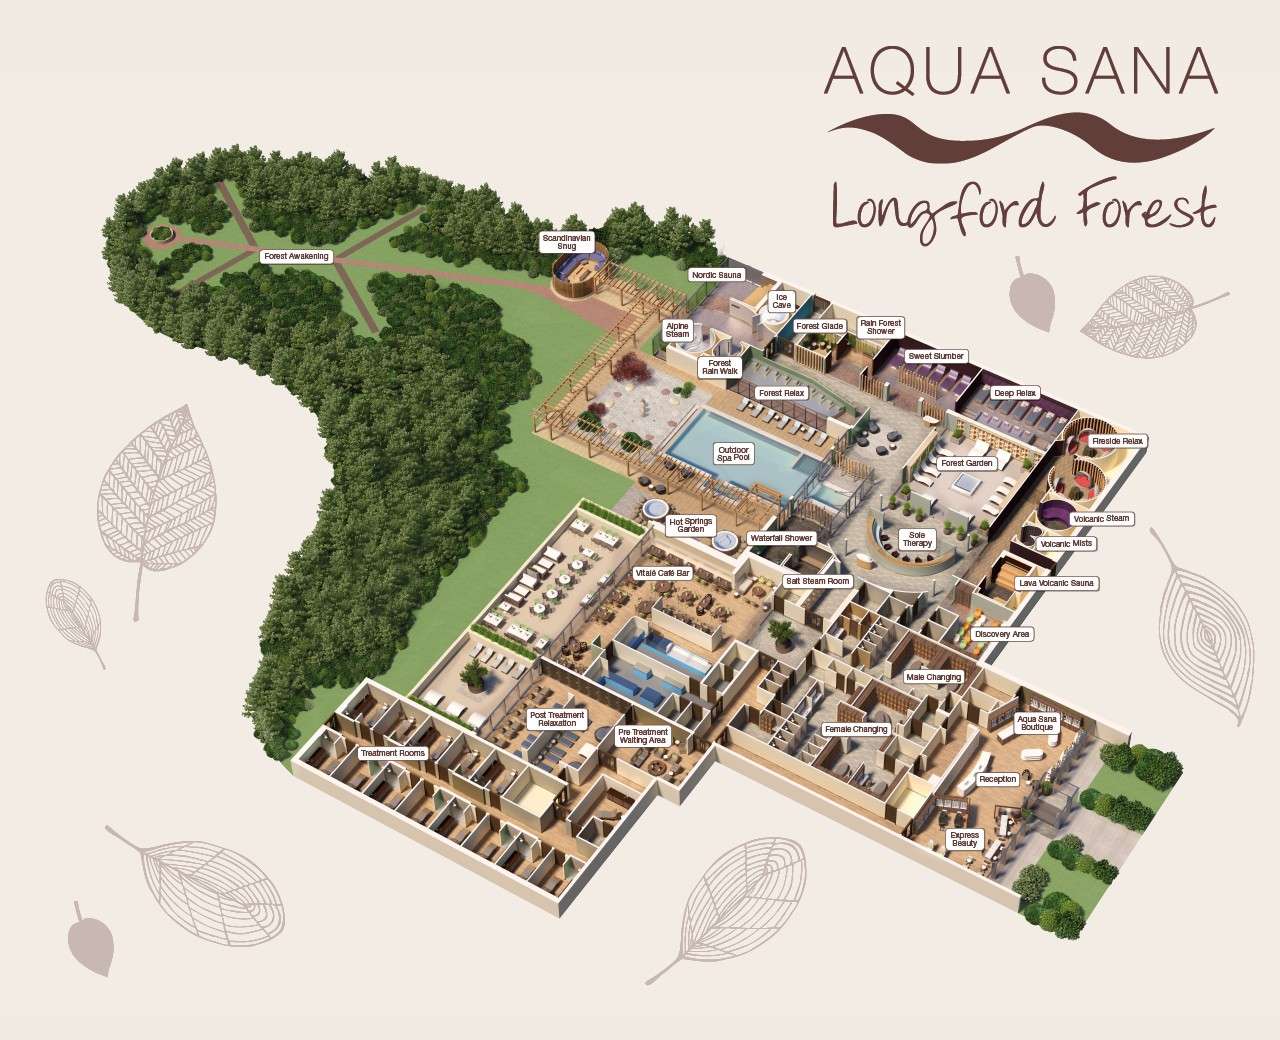 AQUA SANA
Longford Forest
Scandinavian
Snug
Forest Awakening
Nordic Sauna
Ice
Cave
Alpine
Steam
Forest Glade
Rain Forest
Shower
Forest
Rain Walk
Sweet Slumber
Forest Relax
Deep Relax
Outdoor
Spa Pool
Fireside Relax
Forest Garden
Hot Springs
Garden
Volcanic Steam
Waterfall Shower
Sole
Therapy
Volcanic Mists
Vitalé Café Bar
Salt Steam Room
Lava Volcanic Sauna
Discovery Area
Male Changing
Post Treatment
Relaxation
Pre Treatment
Waiting Area
Female Changing
Aqua Sana
Boutique
Treatment Rooms
Reception
Express
Beauty